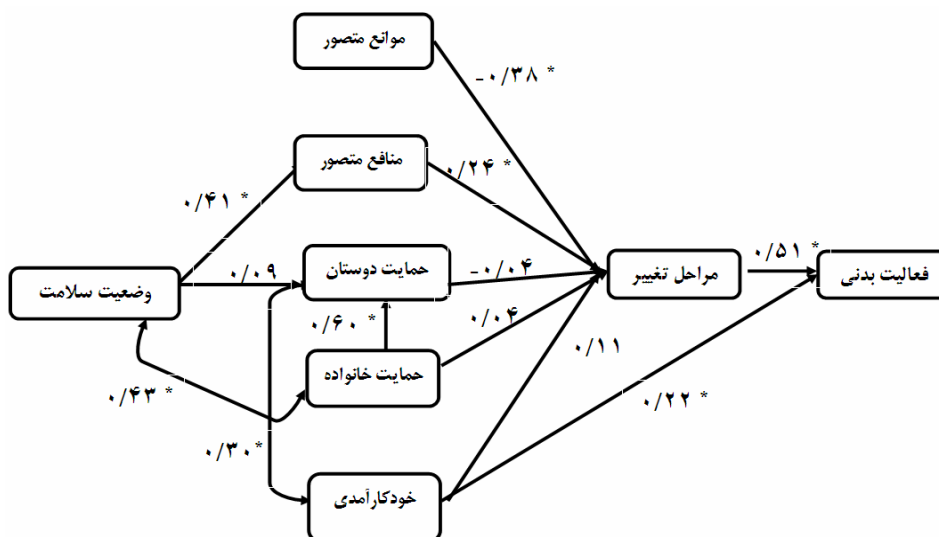 موانع متصور
-۰/۳۸ *
منافع متصور
۰/۲۴ *
۰/۴۱ *
حمایت دوستان
۰/۰۹
-۰/۰۴
مراحل تغییر
۰/۵۱ *
فعالیت بدنی
وضعیت سلامت
۰/۶۰ *
۰/۰۴
۰/۱۱
حمایت خانواده
۰/۴۳ *
۰/۲۲ *
۰/۳۰*
خودکارآمدی